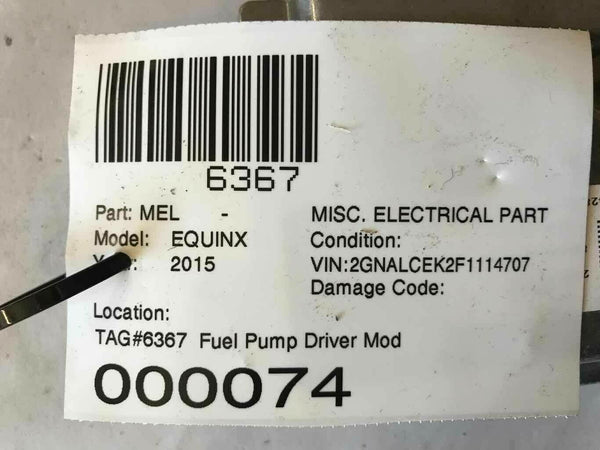 6367
Part: MEL - MISC. ELECTRICAL PART
Model: EQUINX Condition:
2015 VIN:2GNALCEK2F1114707
Damage Code:
Location:
TAG#6367 Fuel Pump Driver Mod
000074